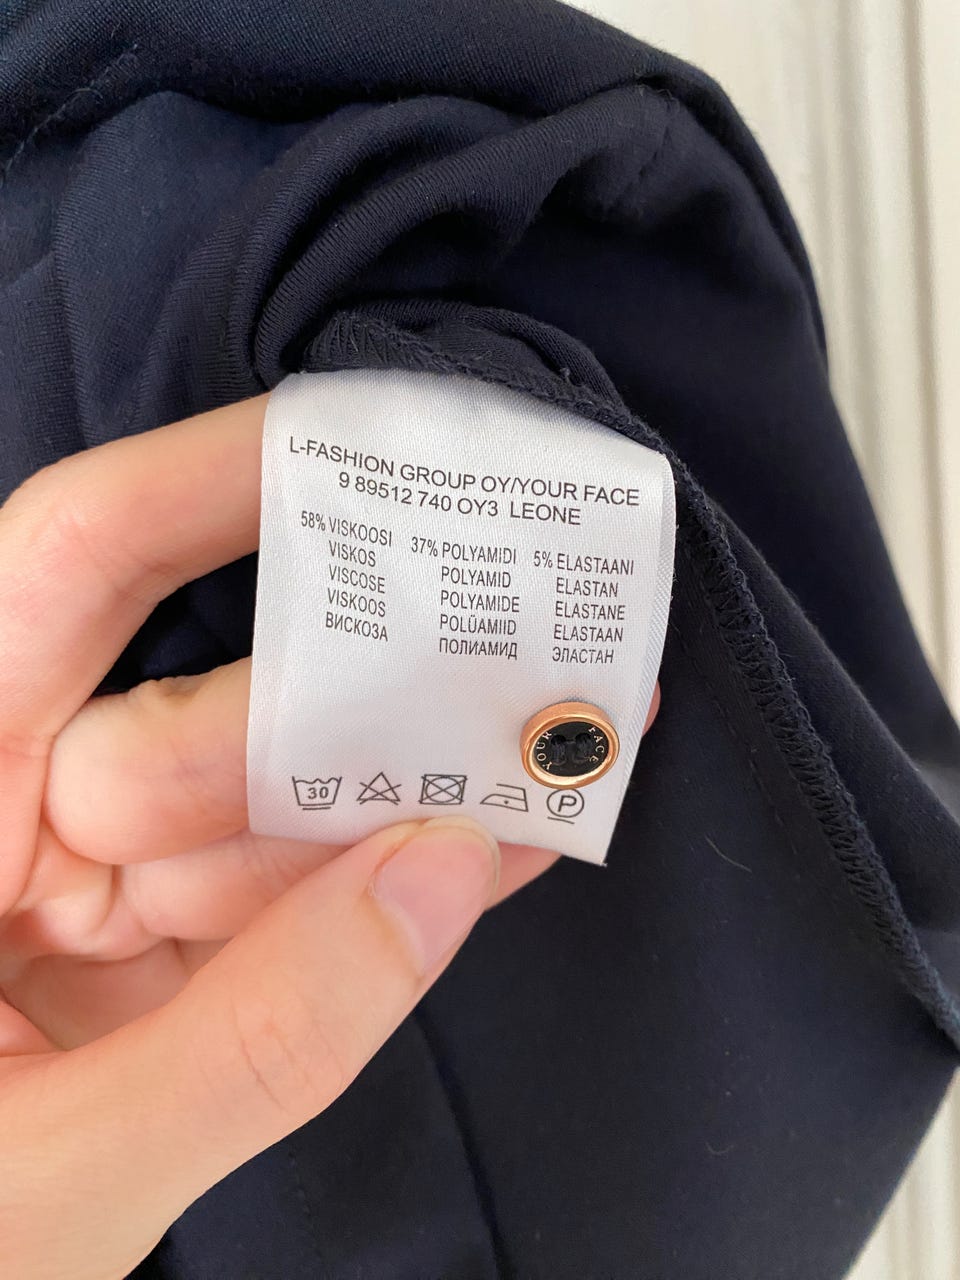 L-FASHION GROUP OY/YOUR FACE
9 89512 740 OY3 LEONE
58% VISKOOSI
VISKOS
VISCOSE
VISKOOS
ВИСКОЗА
37% POLYAMIDI
POLYAMID
POLYAMIDE
POLÜAMIID
ПОЛИАМИД
5% ELASTAANI
ELASTAN
ELASTANE
ELASTAAN
ЭЛАСТАН
YOUR FACE
30
P